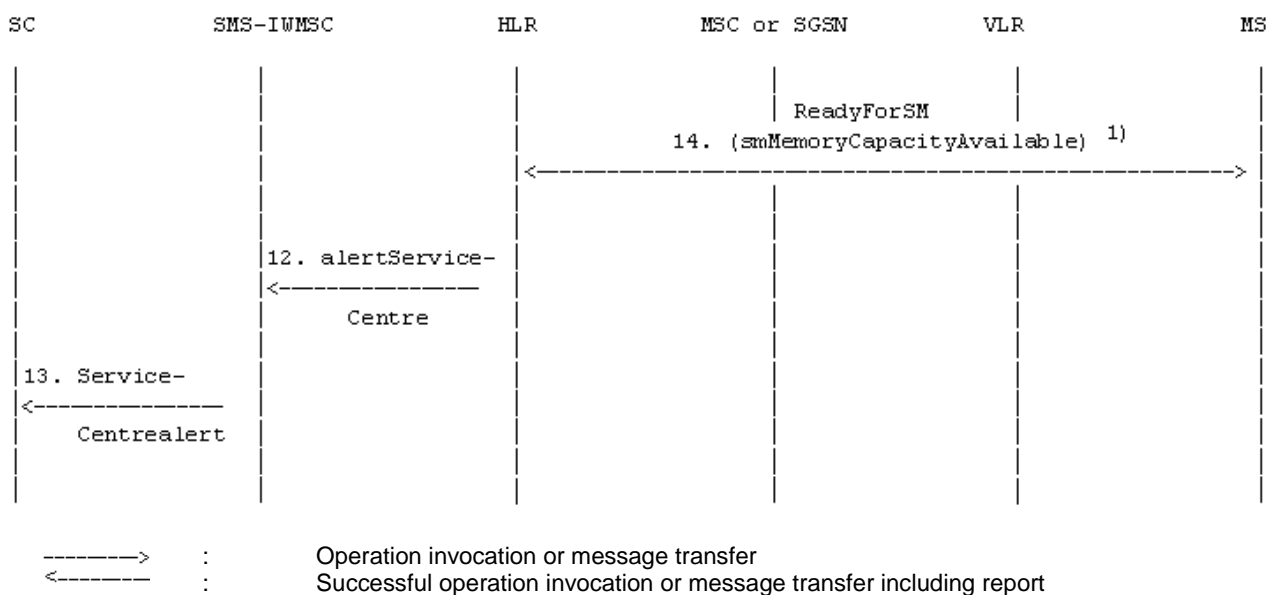 SC SMS-IWMSC HLR MSC or SGSN VLR MS
ReadyForSM
14. (smMemoryCapacityAvailable) 1)
12. alertService-
Centre
13. Service-
Centrealert
: Operation invocation or message transfer
: Successful operation invocation or message transfer including report